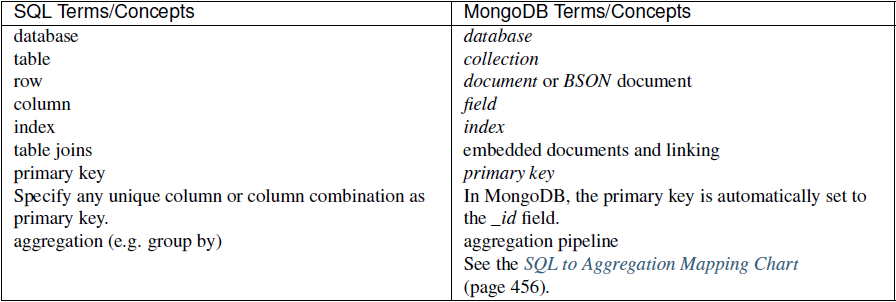 SQL Terms/Concepts MongoDB Terms/Concepts
database database
table collection
row document or BSON document
column field
index index
table joins embedded documents and linking
primary key primary key
Specify any unique column or column combination as In MongoDB, the primary key is automatically set to
primary key. the _id field.
aggregation (e.g. group by) aggregation pipeline
See the SQL to Aggregation Mapping Chart
(page 456).